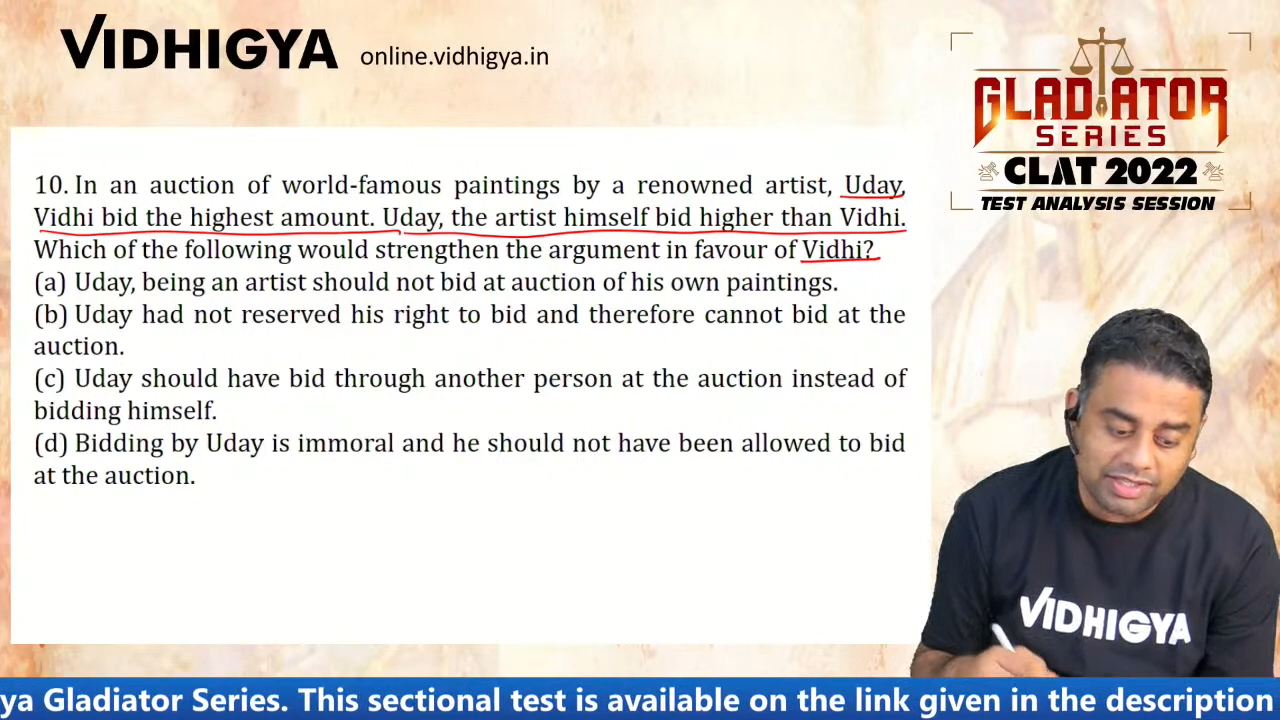 VIDHIGYA online.vidhigya.in
GLADIATOR
SERIES
CLAT 2022
TEST ANALYSIS SESSION
10. In an auction of world-famous paintings by a renowned artist, Uday,
Vidhi bid the highest amount. Uday, the artist himself bid higher than Vidhi.
Which of the following would strengthen the argument in favour of Vidhi?
(a) Uday, being an artist should not bid at auction of his own paintings.
(b) Uday had not reserved his right to bid and therefore cannot bid at the
auction.
(c) Uday should have bid through another person at the auction instead of
bidding himself.
(d) Bidding by Uday is immoral and he should not have been allowed to bid
at the auction.
VIDHIGYA
ya Gladiator Series. This sectional test is available on the link given in the description